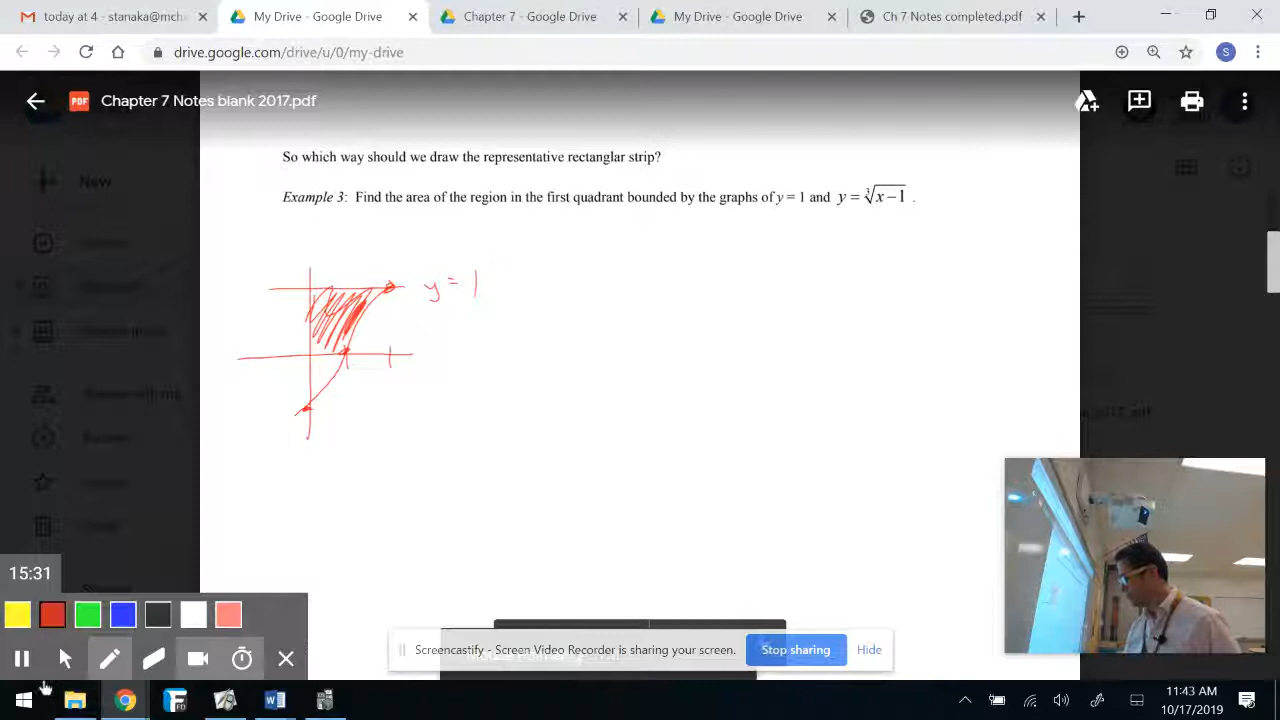 today at 4 - stanaka@mch
My Drive - Google Drive
Chapter 7 - Google Drive
My Drive - Google Drive
Ch 7 Notes completed.pdf
drive.google.com/drive/u/0/my-drive
S
PDF
Chapter 7 Notes blank 2017.pdf
New
So which way should we draw the representative rectanglar strip?
Example 3: Find the area of the region in the first quadrant bounded by the graphs of y = 1 and y = ∛(x−1) .
y = 1
15:31
Screencastify - Screen Video Recorder is sharing your screen.
Stop sharing
Hide
11:43 AM
10/17/2019